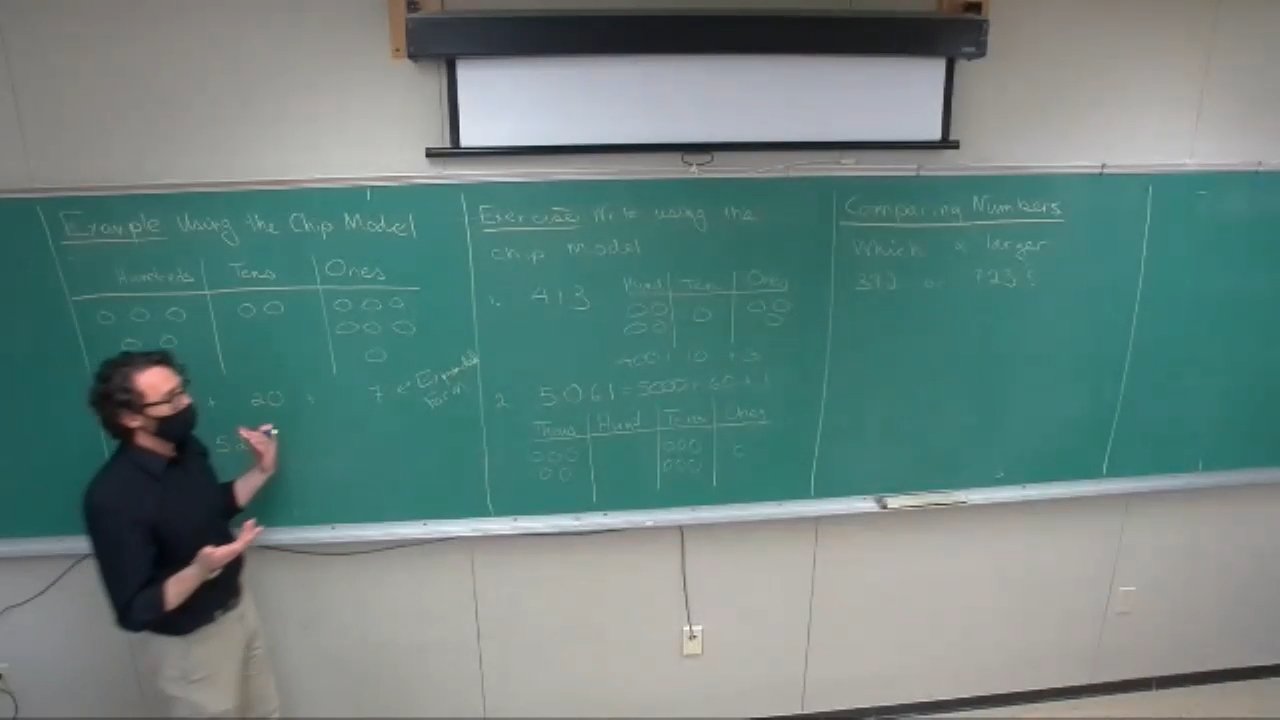 Example Using the Chip Model
Hundreds Tens Ones
+ 20 + 7 ← Expanded
Form
52
Exercise Write using the
chip model
1. 413
Hund Tens Ones
400 + 10 + 3
2. 5061 = 5000 + 60 + 1
Thous Hund Tens Ones
Comparing Numbers
Which is larger
392 or